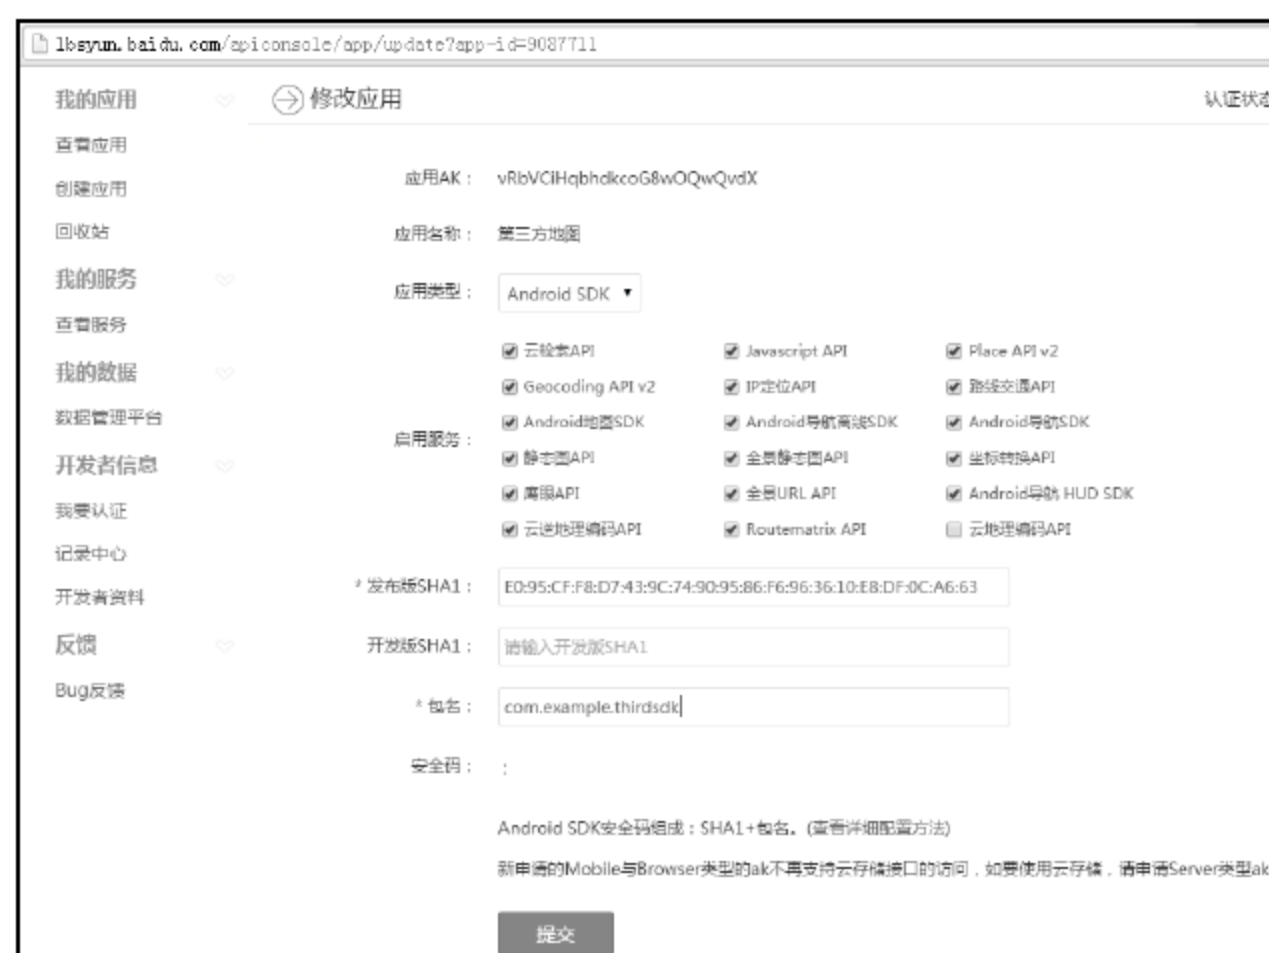 lbsyun.baidu.com/apiconsole/app/update?app-id=9087711
我的应用
查看应用
创建应用
回收站
我的服务
查看服务
我的数据
数据管理平台
开发者信息
我要认证
记录中心
开发者资料
反馈
Bug反馈
修改应用
认证状态
应用AK： vRbVCiHqbhdkcoG8wOQwQvdX
应用名称： 第三方地图
应用类型： Android SDK
启用服务：
云检索API Javascript API Place API v2
Geocoding API v2 IP定位API 路线交通API
Android地图SDK Android导航离线SDK Android导航SDK
静态图API 全景静态图API 坐标转换API
鹰眼API 全景URL API Android导航 HUD SDK
云逆地理编码API Routematrix API 云地理编码API
* 发布版SHA1： E0:95:CF:F8:D7:43:9C:74:90:95:86:F6:96:36:10:E8:DF:0C:A6:63
开发版SHA1： 请输入开发版SHA1
* 包名： com.example.thirdsdk
安全码： ;
Android SDK安全码组成：SHA1+包名。(查看详细配置方法)
新申请的Mobile与Browser类型的ak不再支持云存储接口的访问，如要使用云存储，请申请Server类型ak
提交